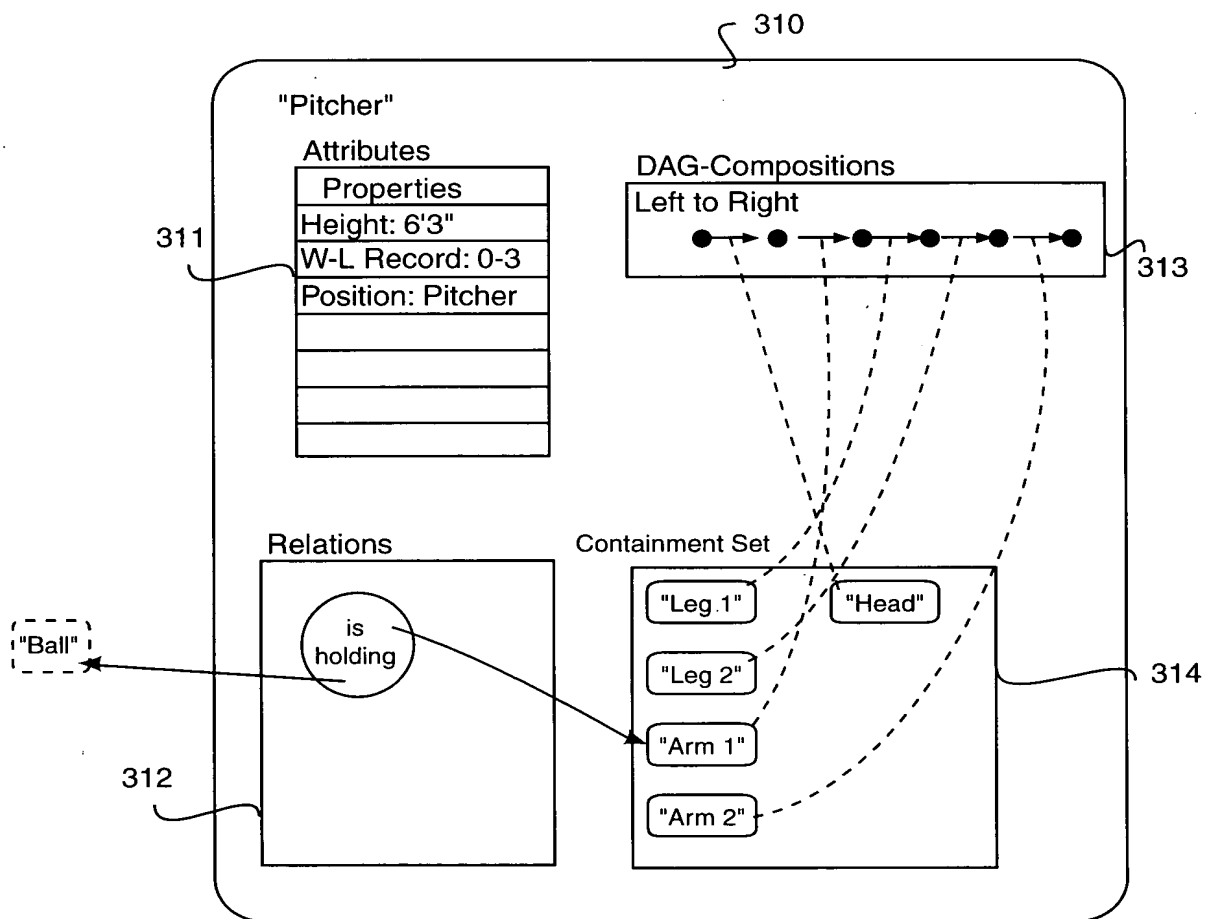 310
"Pitcher"
Attributes
Properties
Height: 6'3"
W-L Record: 0-3
Position: Pitcher
311
DAG-Compositions
Left to Right
313
Relations
is
holding
"Ball"
312
Containment Set
"Leg 1"
"Head"
"Leg 2"
"Arm 1"
"Arm 2"
314